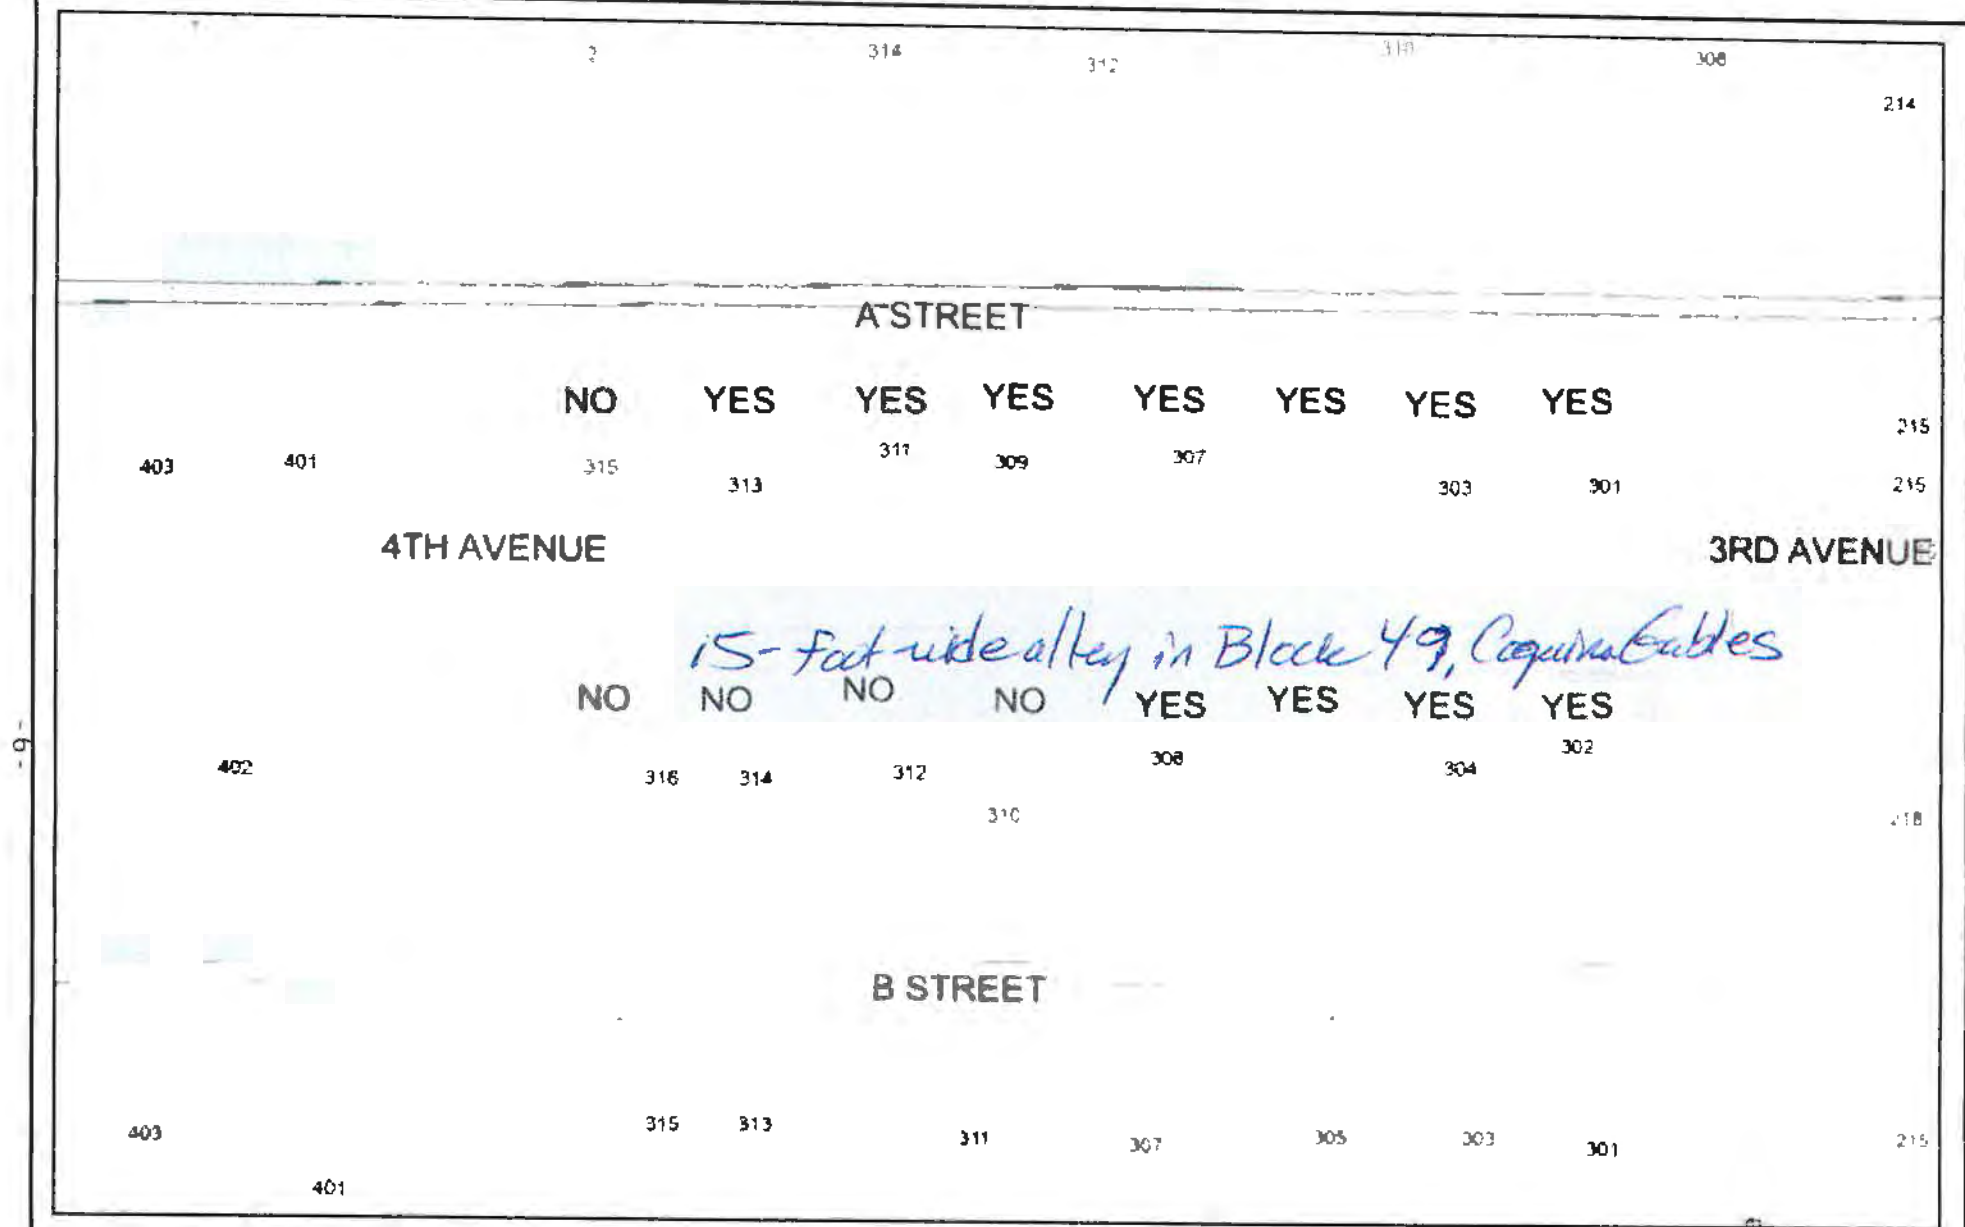 314 312 310 308
214
A STREET
NO YES YES YES YES YES YES YES
215
403 401 315 313 311 309 307 303 301 215
4TH AVENUE 3RD AVENUE
15-foot-wide alley in Block 49, Coquina Gables
NO NO NO NO YES YES YES YES
402 316 314 312 310 308 304 302
218
-9-
B STREET
403 315 313 311 307 305 303 301 215
401